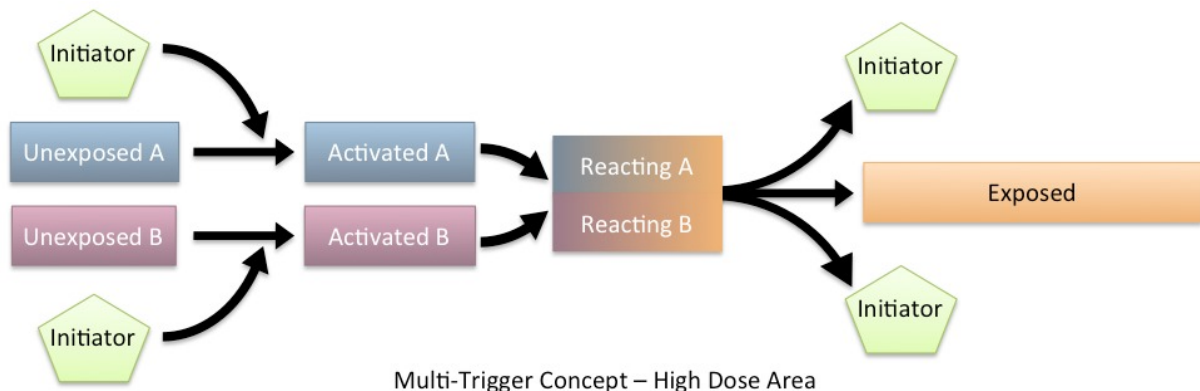 Initiator
Initiator
Unexposed A
Activated A
Reacting A
Exposed
Unexposed B
Activated B
Reacting B
Initiator
Initiator
Multi-Trigger Concept – High Dose Area